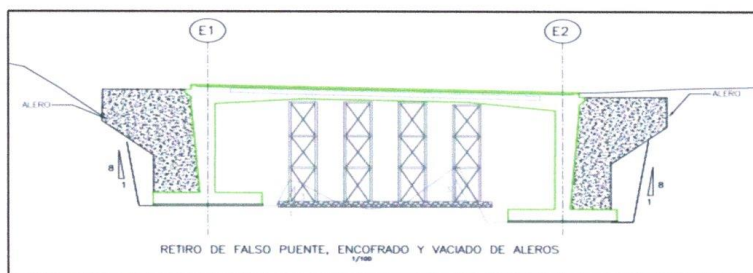 E1
E2
ALERO
ALERO
8
1
8
1
RETIRO DE FALSO PUENTE, ENCOFRADO Y VACIADO DE ALEROS
1/100